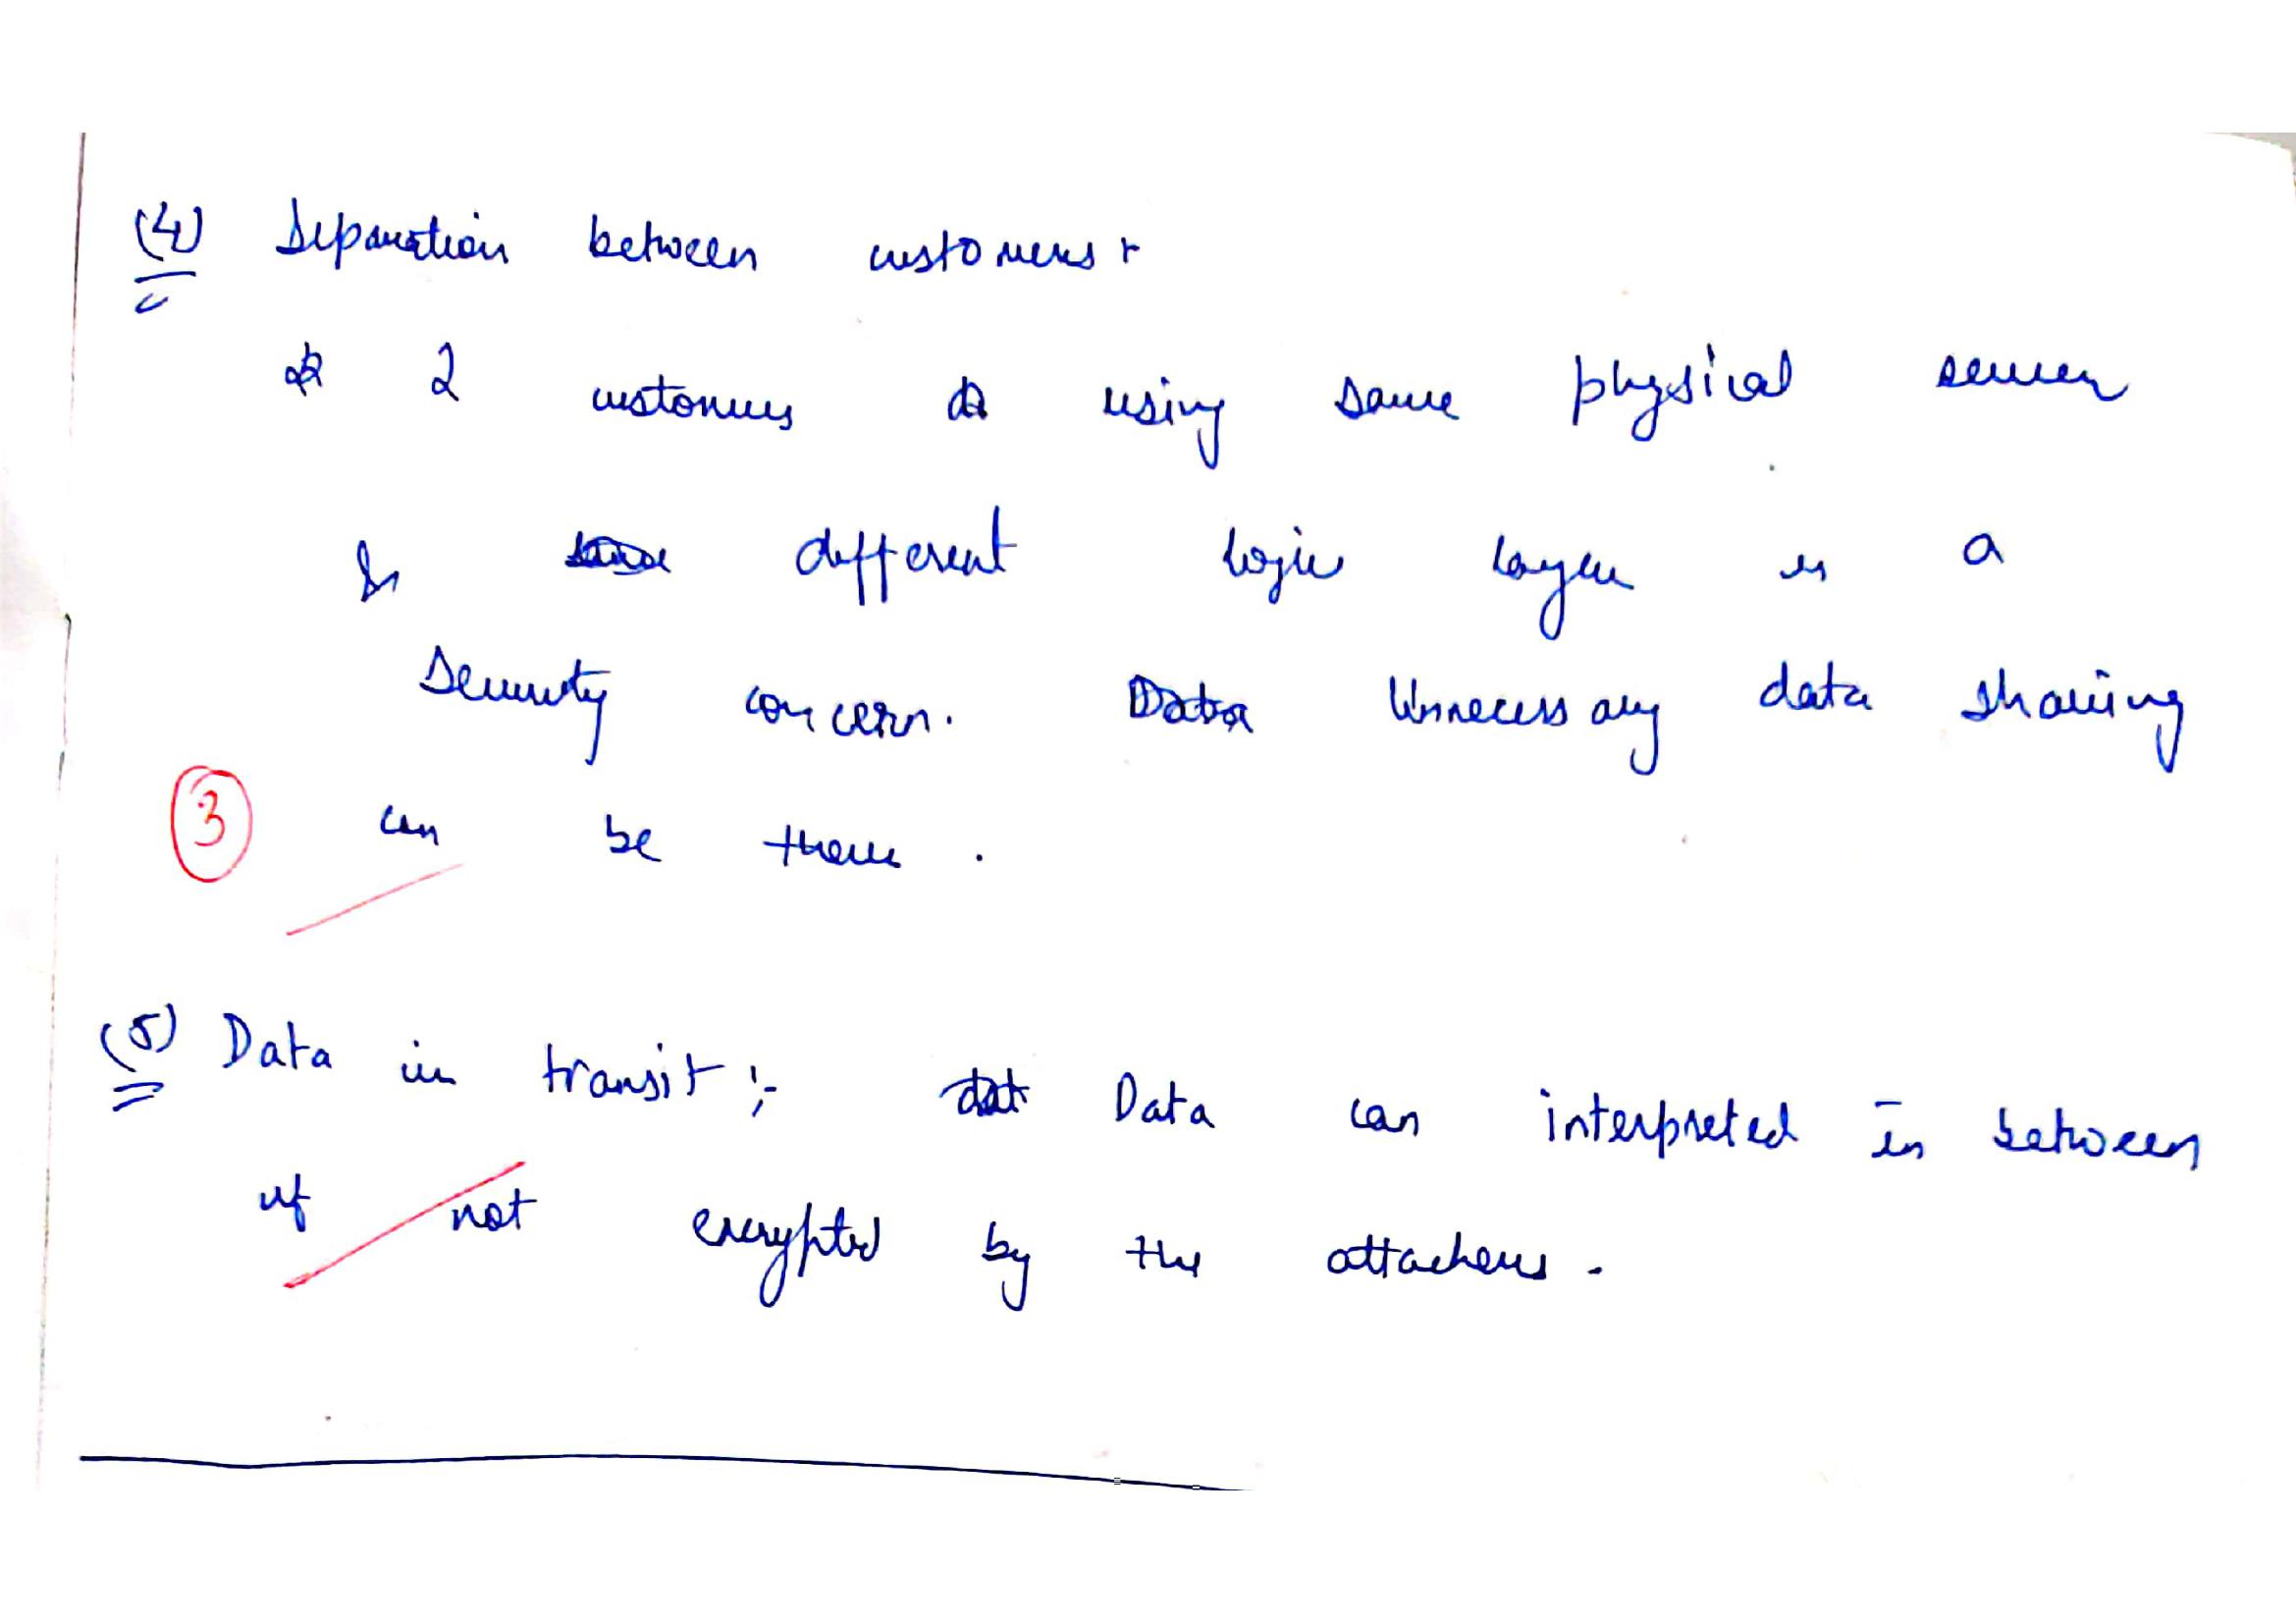 (4) Separation between customers :-
2 customers using same physical server
& different logic layer is a
security concern. Unnecessary data sharing
3 can be there .
(5) Data in transit :- Data can interpreted in between
if not encrypted by the attackers .